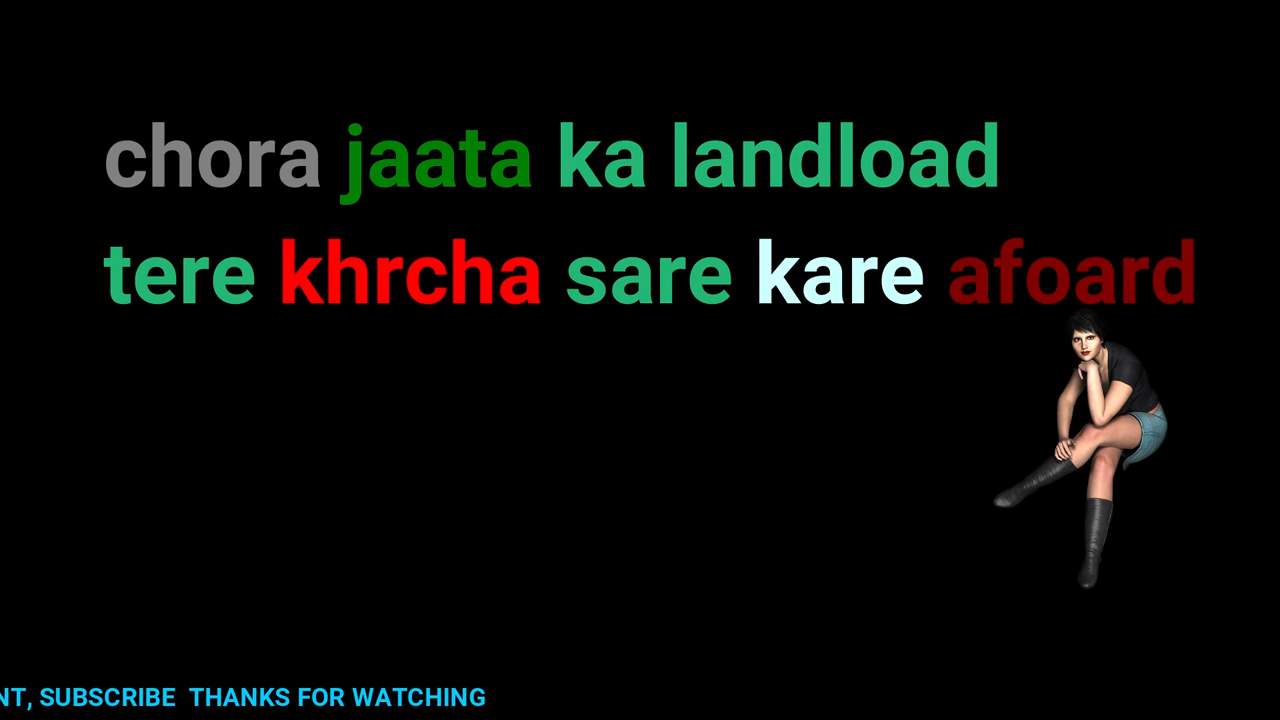 chora jaata ka landload
tere khrcha sare kare afoard
NT, SUBSCRIBE THANKS FOR WATCHING